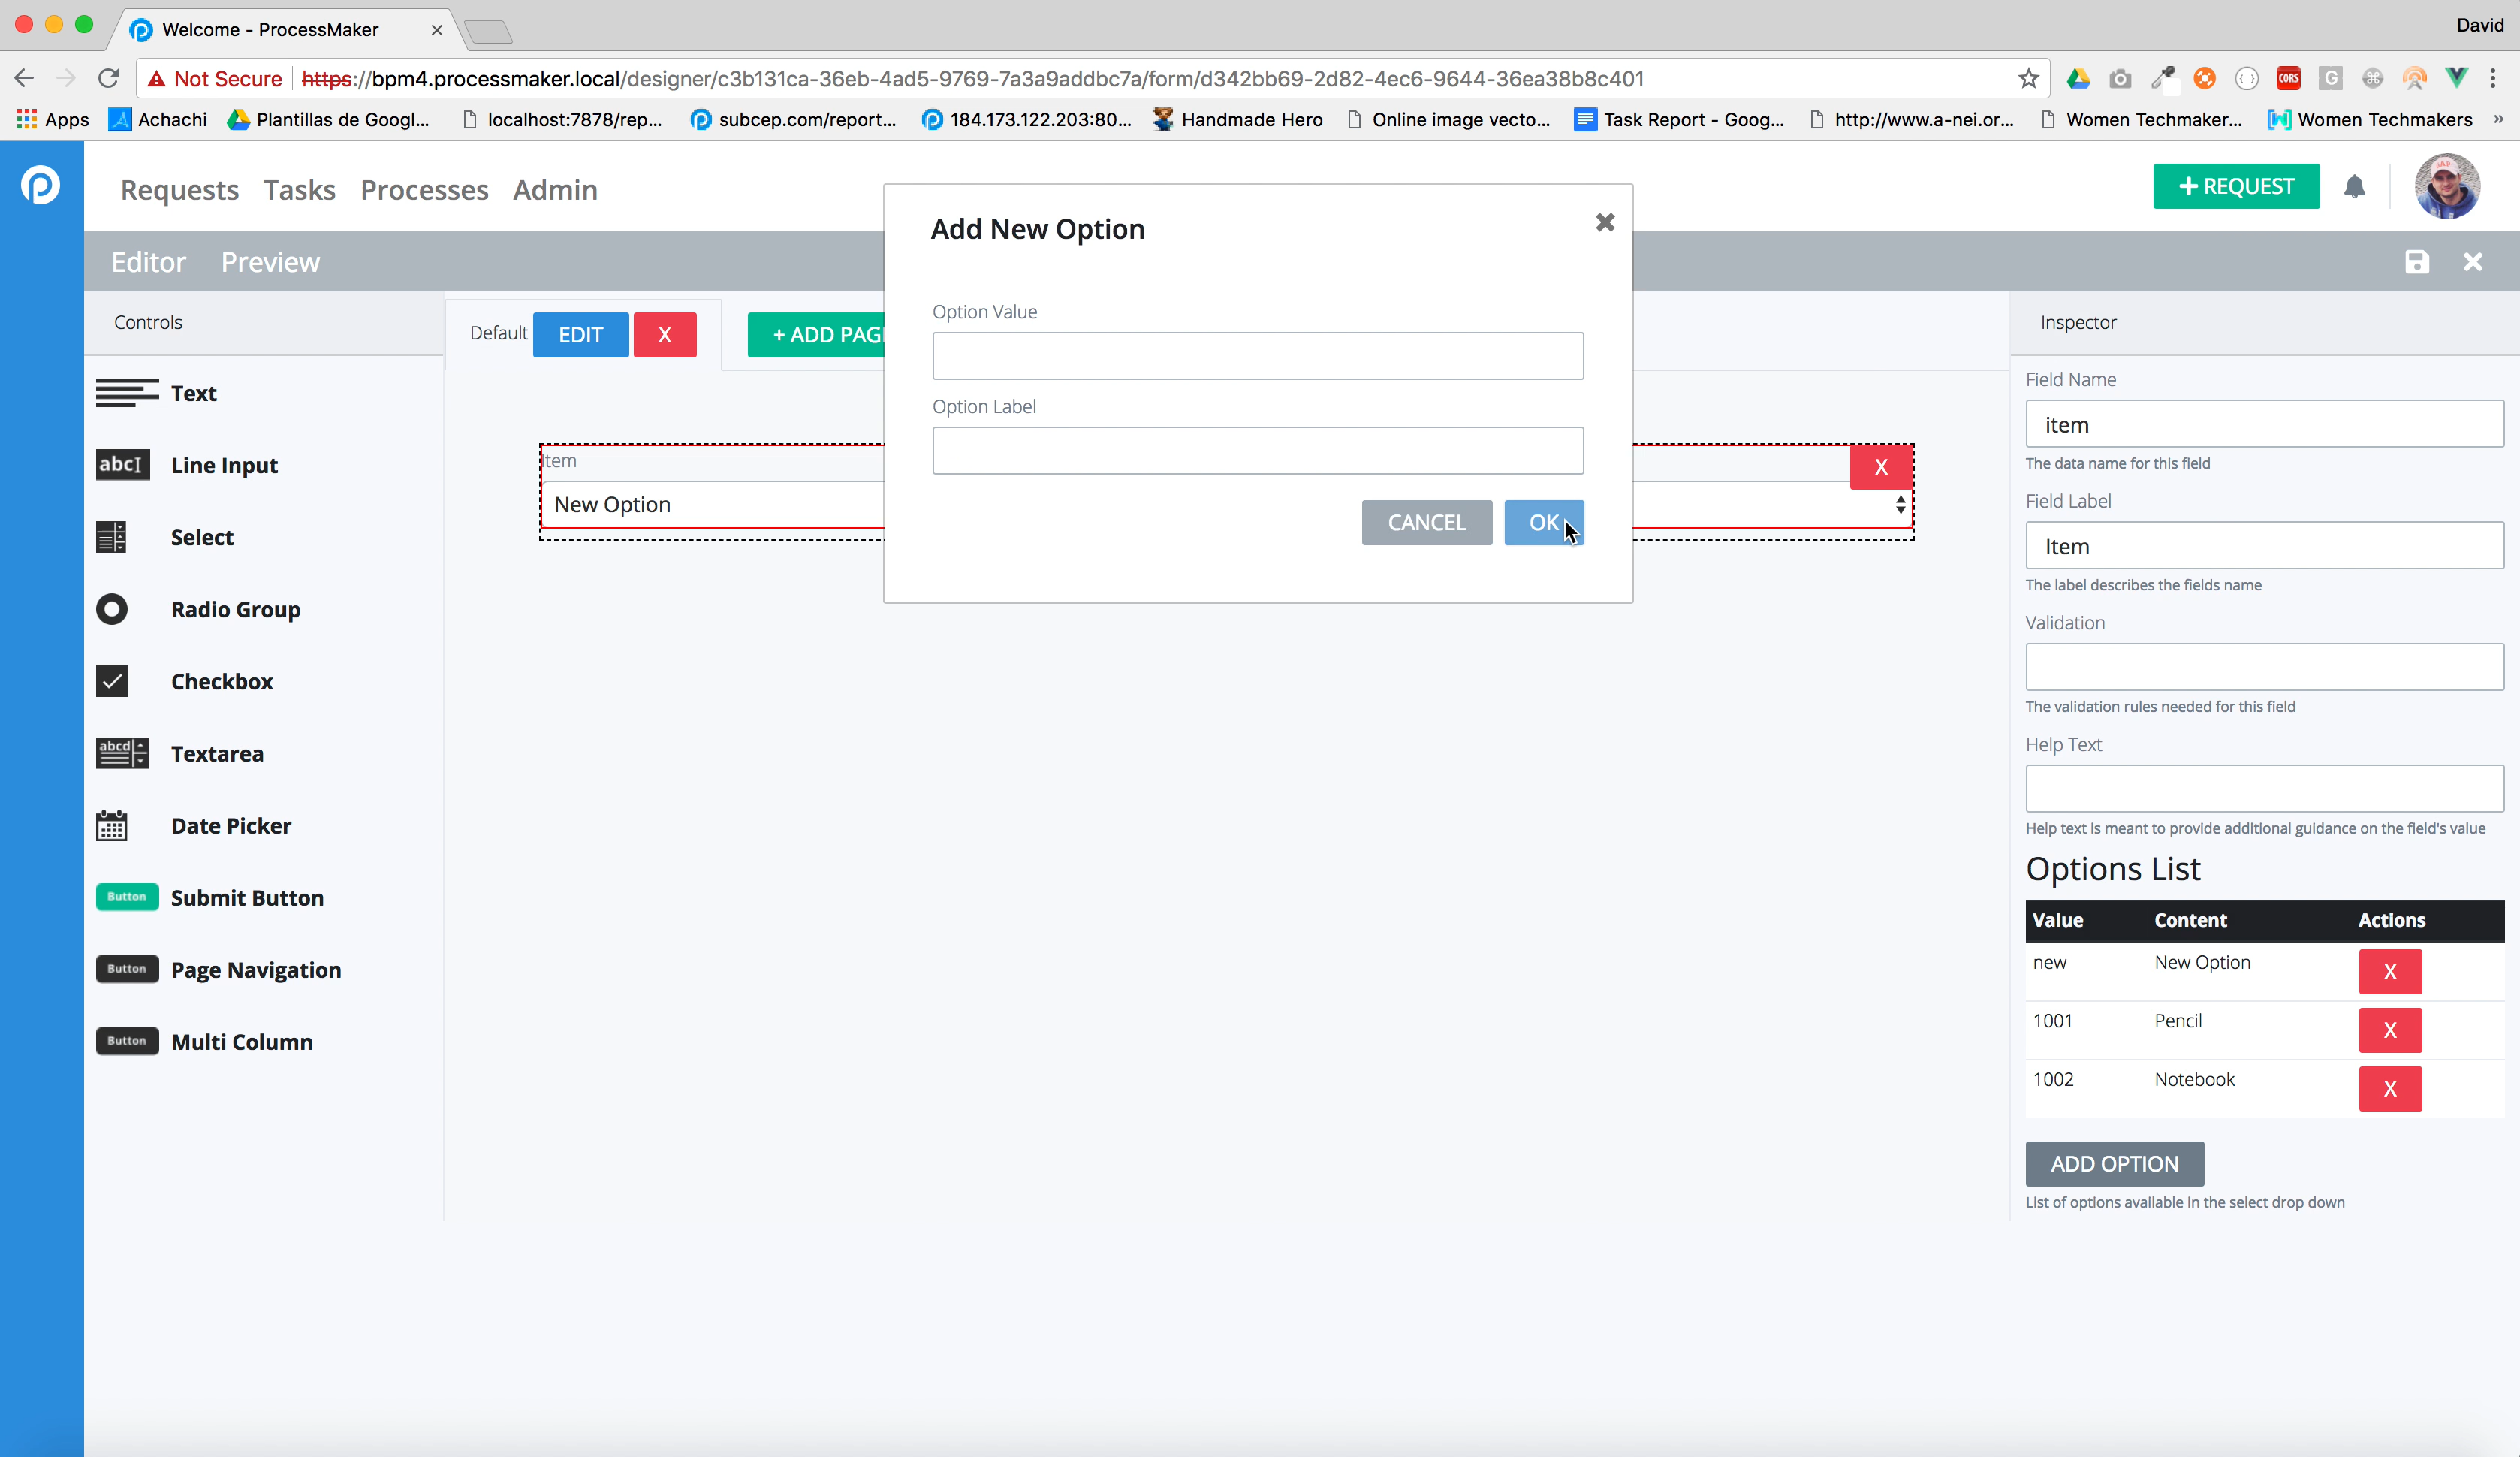 Welcome - ProcessMaker
David
Not Secure https://bpm4.processmaker.local/designer/c3b131ca-36eb-4ad5-9769-7a3a9addbc7a/form/d342bb69-2d82-4ec6-9644-36ea38b8c401
CORS G
Apps Achachi Plantillas de Googl... localhost:7878/rep... subcep.com/report... 184.173.122.203:80... Handmade Hero Online image vecto... Task Report - Goog... http://www.a-nei.or... Women Techmaker... Women Techmakers »
Requests Tasks Processes Admin
+ REQUEST
Editor Preview
Controls
Text
abcI Line Input
Select
Radio Group
Checkbox
abcd Textarea
Date Picker
Button Submit Button
Button Page Navigation
Button Multi Column
Default EDIT X + ADD PAG
Item
X
New Option
Add New Option
Option Value
Option Label
CANCEL OK
Inspector
Field Name
item
The data name for this field
Field Label
Item
The label describes the fields name
Validation
The validation rules needed for this field
Help Text
Help text is meant to provide additional guidance on the field's value
Options List
Value Content Actions
new New Option X
1001 Pencil X
1002 Notebook X
ADD OPTION
List of options available in the select drop down